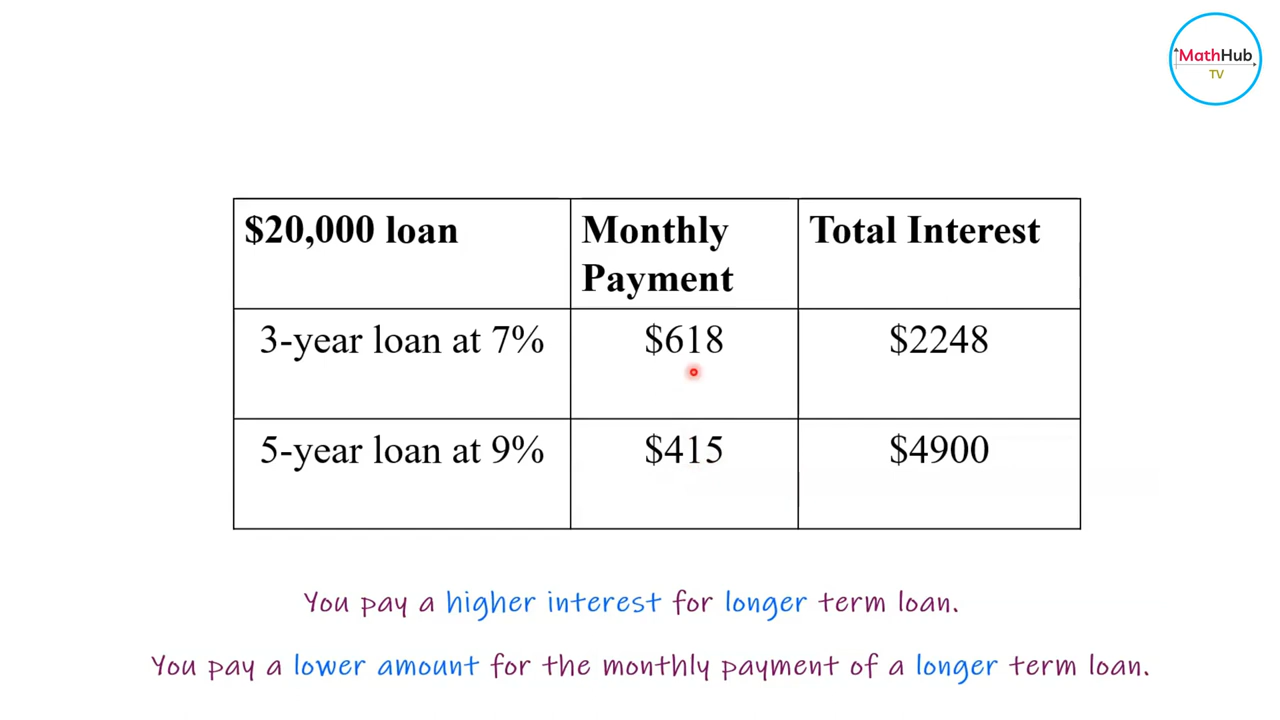 MathHub
TV
$20,000 loan
Monthly
Payment
Total Interest
3-year loan at 7%
$618
$2248
5-year loan at 9%
$415
$4900
You pay a higher interest for longer term loan.
You pay a lower amount for the monthly payment of a longer term loan.